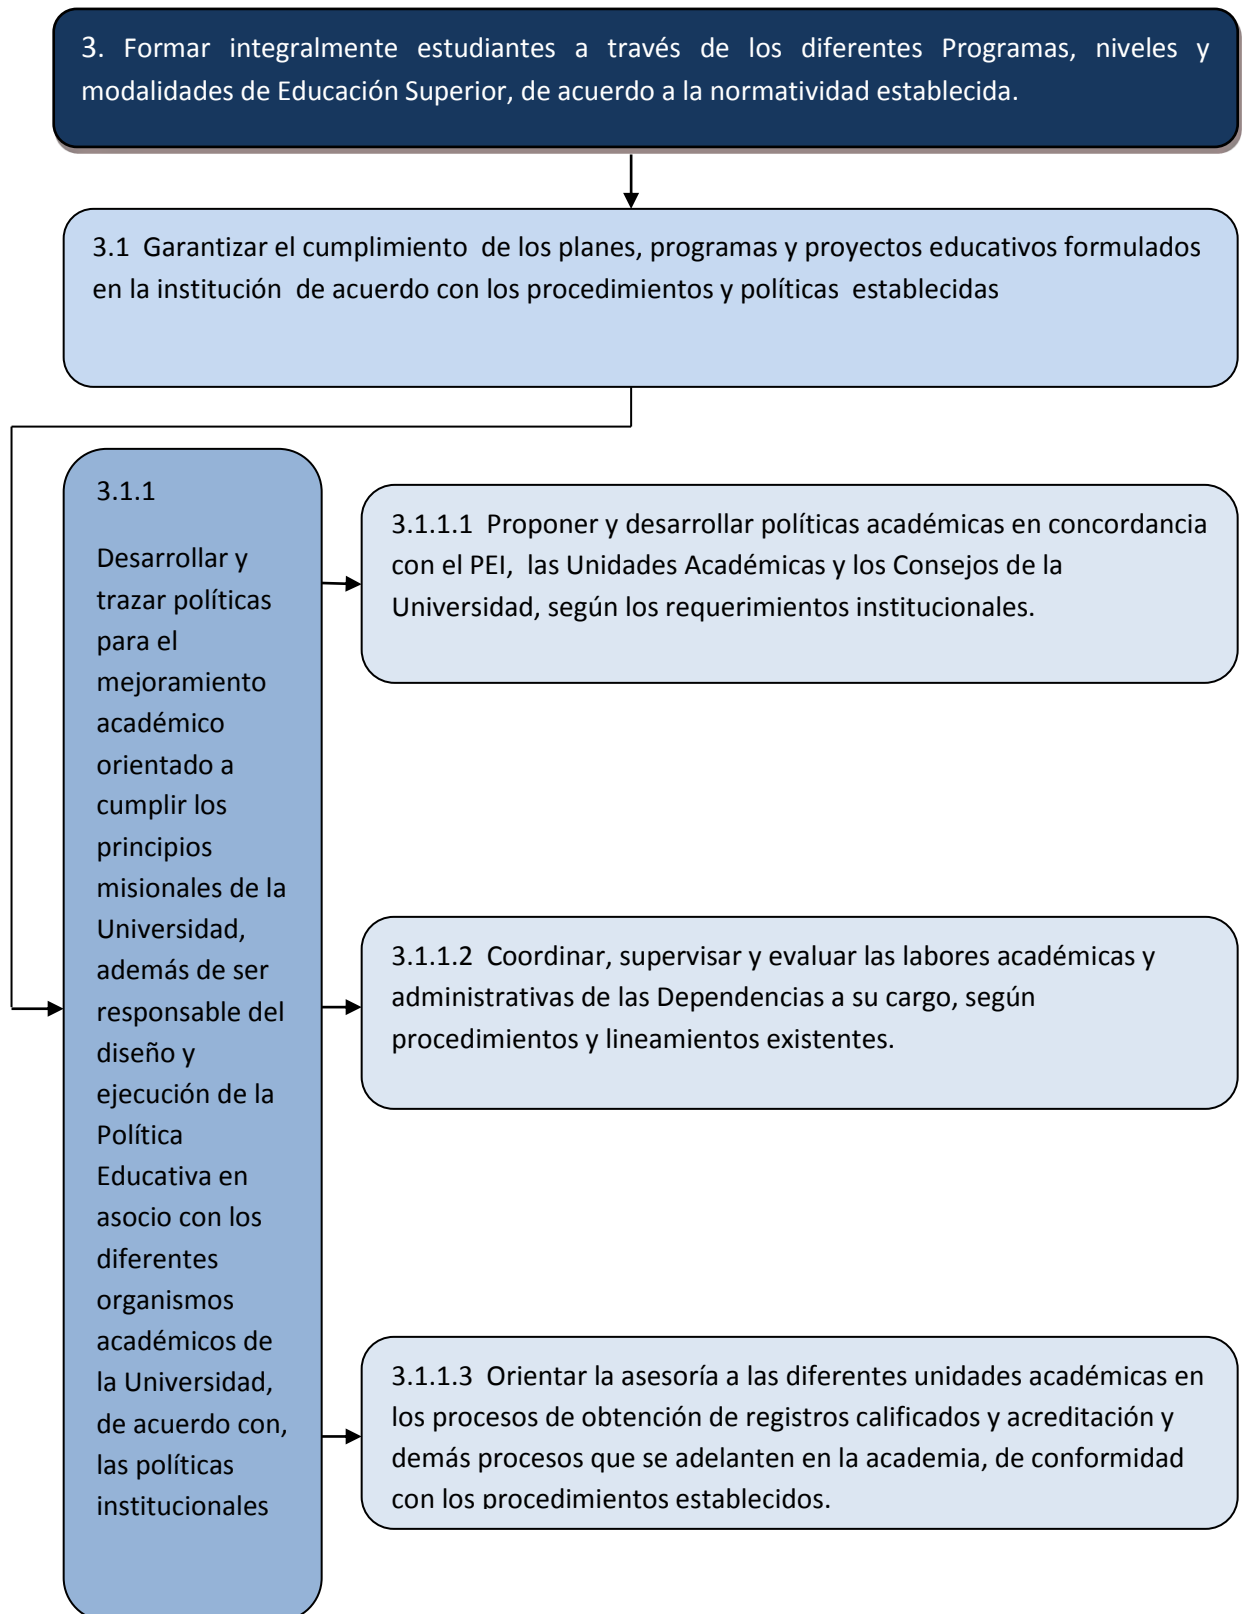 3. Formar integralmente estudiantes a través de los diferentes Programas, niveles y
modalidades de Educación Superior, de acuerdo a la normatividad establecida.
3.1 Garantizar el cumplimiento de los planes, programas y proyectos educativos formulados
en la institución de acuerdo con los procedimientos y políticas establecidas
3.1.1
Desarrollar y
trazar políticas
para el
mejoramiento
académico
orientado a
cumplir los
principios
misionales de la
Universidad,
además de ser
responsable del
diseño y
ejecución de la
Política
Educativa en
asocio con los
diferentes
organismos
académicos de
la Universidad,
de acuerdo con,
las políticas
institucionales
3.1.1.1 Proponer y desarrollar políticas académicas en concordancia
con el PEI, las Unidades Académicas y los Consejos de la
Universidad, según los requerimientos institucionales.
3.1.1.2 Coordinar, supervisar y evaluar las labores académicas y
administrativas de las Dependencias a su cargo, según
procedimientos y lineamientos existentes.
3.1.1.3 Orientar la asesoría a las diferentes unidades académicas en
los procesos de obtención de registros calificados y acreditación y
demás procesos que se adelanten en la academia, de conformidad
con los procedimientos establecidos.